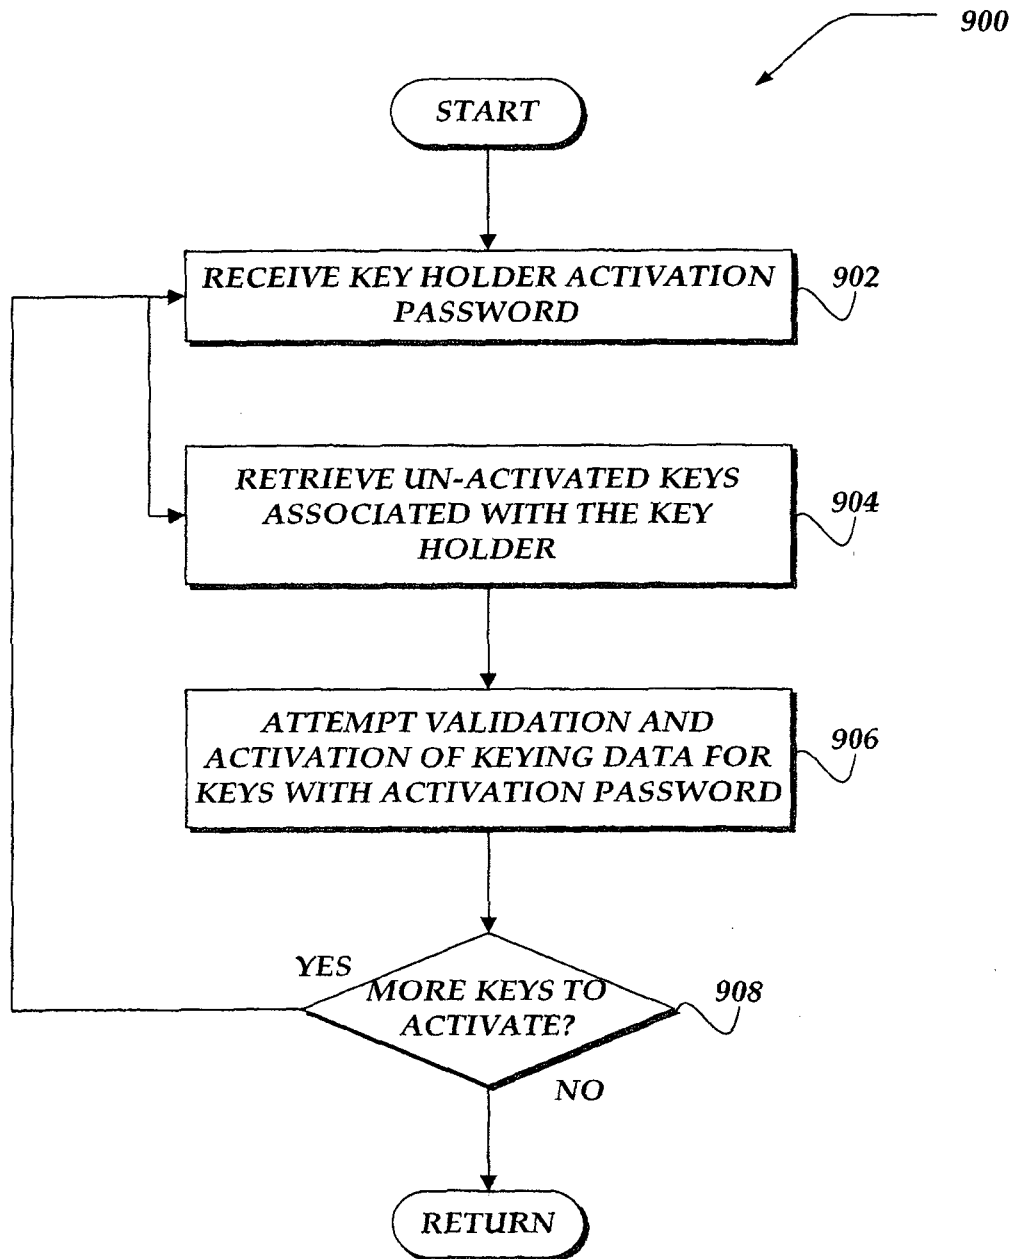 900
START
RECEIVE KEY HOLDER ACTIVATION
PASSWORD
902
RETRIEVE UN-ACTIVATED KEYS
ASSOCIATED WITH THE KEY
HOLDER
904
ATTEMPT VALIDATION AND
ACTIVATION OF KEYING DATA FOR
KEYS WITH ACTIVATION PASSWORD
906
YES
MORE KEYS TO
ACTIVATE?
908
NO
RETURN